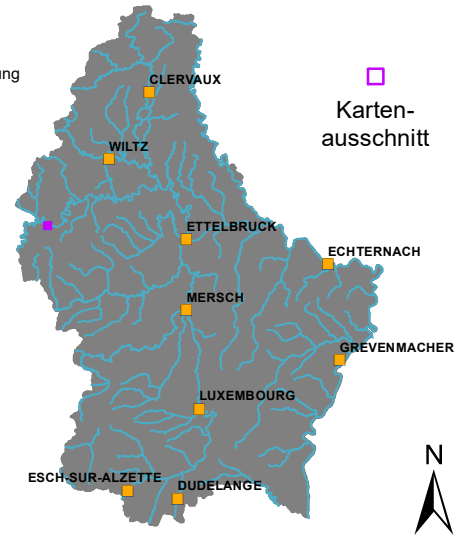 ung
CLERVAUX
Karten-
ausschnitt
WILTZ
ETTELBRUCK
ECHTERNACH
MERSCH
GREVENMACHER
LUXEMBOURG
ESCH-SUR-ALZETTE
DUDELANGE
N